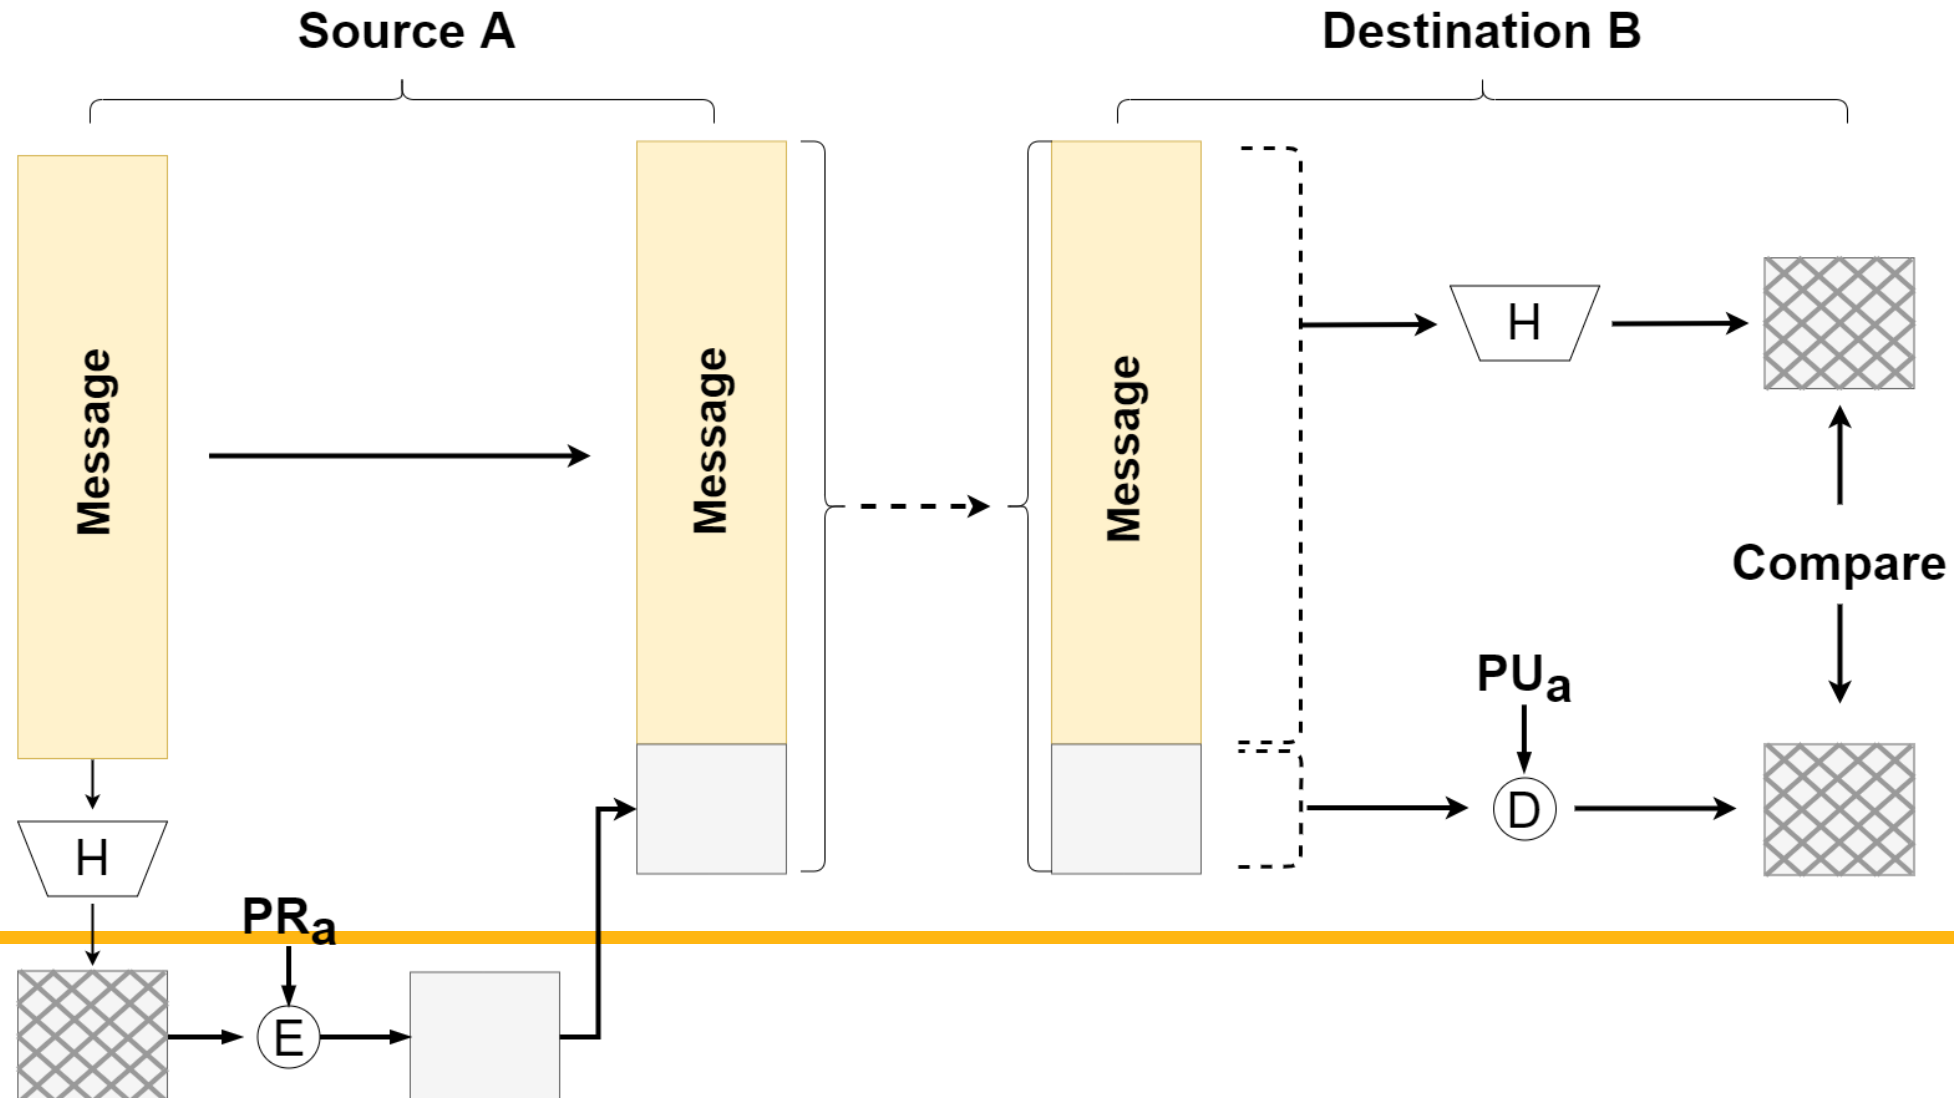 Source A
Destination B
Message
Message
Message
H
Compare
PUa
D
H
PRa
E